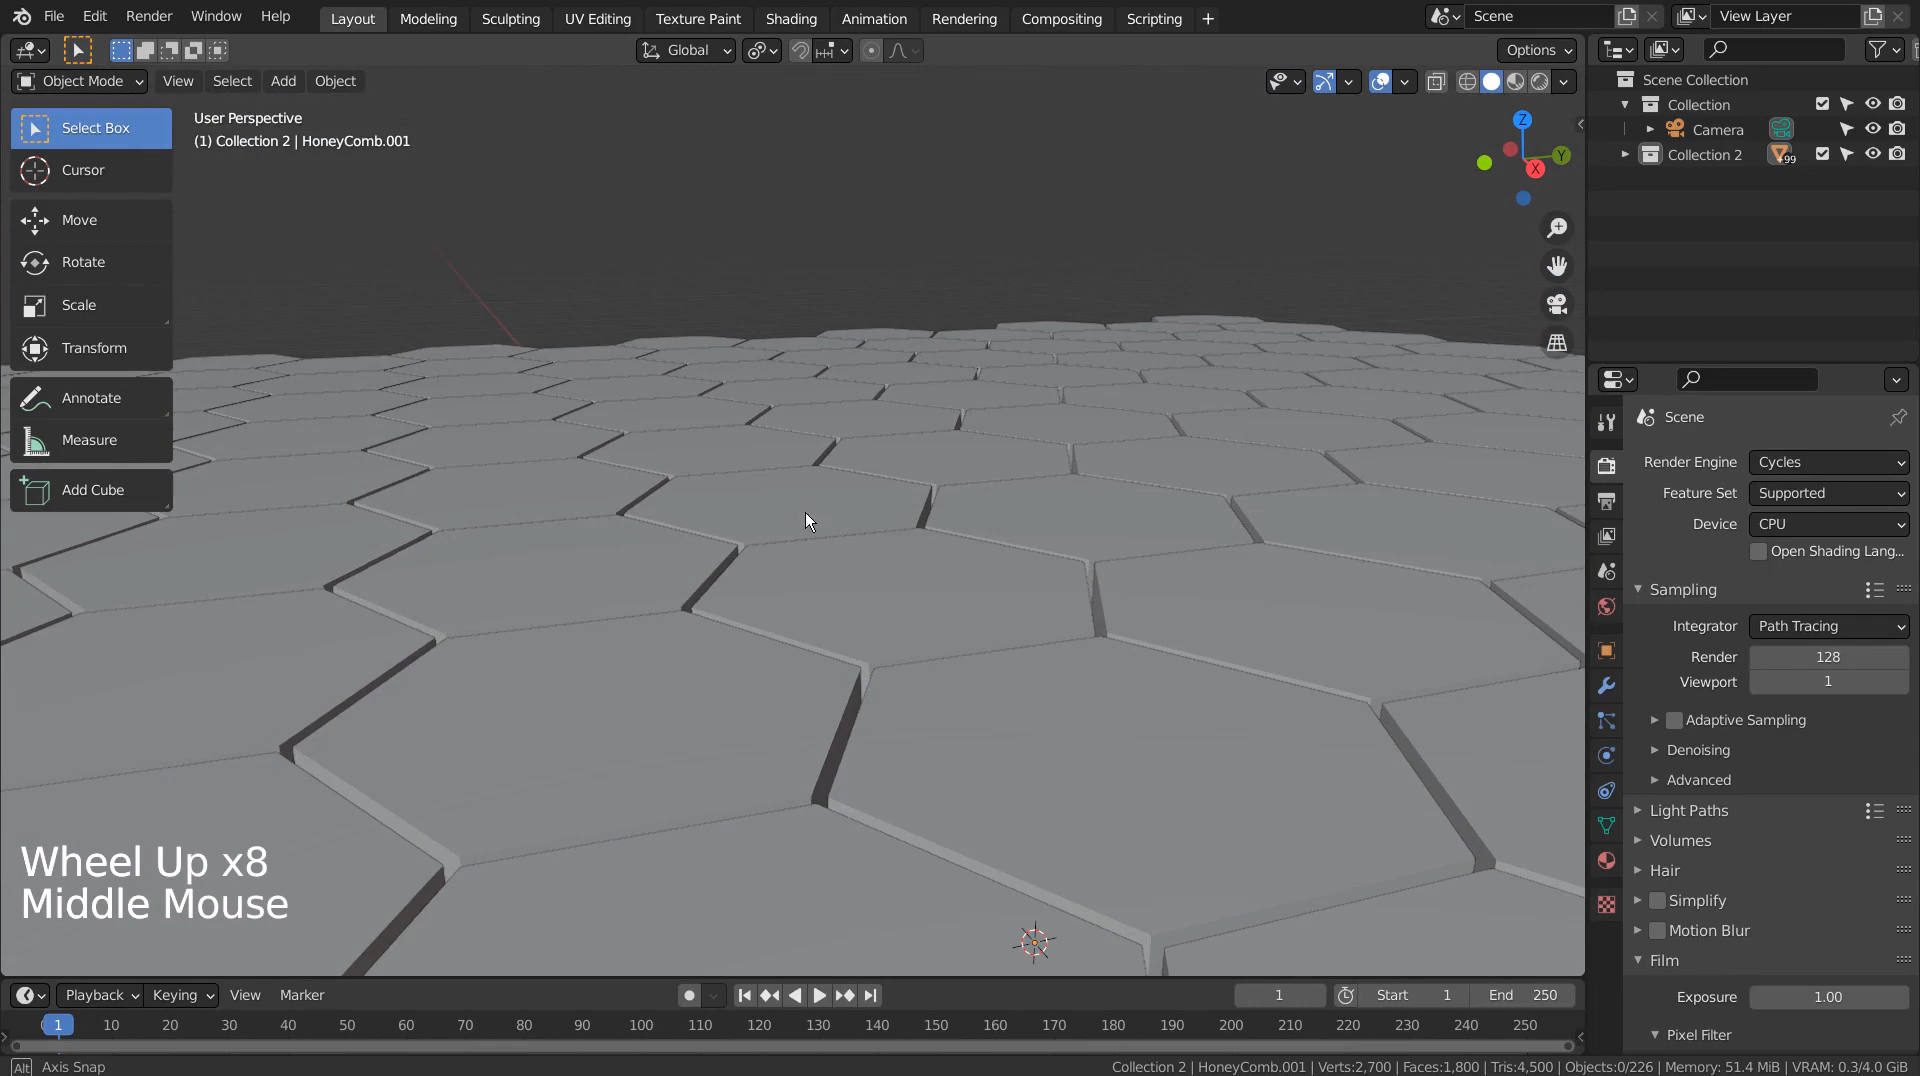 File Edit Render Window Help Layout Modeling Sculpting UV Editing Texture Paint Shading Animation Rendering Compositing Scripting + Scene View Layer
Global Options
Object Mode View Select Add Object
User Perspective
(1) Collection 2 | HoneyComb.001
Select Box
Cursor
Move
Rotate
Scale
Transform
Annotate
Measure
Add Cube
Z
Y
X
Scene Collection
Collection
Camera
Collection 2 +99
Scene
Render Engine Cycles
Feature Set Supported
Device CPU
Open Shading Lang...
Sampling
Integrator Path Tracing
Render 128
Viewport 1
Adaptive Sampling
Denoising
Advanced
Light Paths
Volumes
Hair
Simplify
Motion Blur
Film
Exposure 1.00
Pixel Filter
Wheel Up x8
Middle Mouse
Playback Keying View Marker 1 Start 1 End 250
1 10 20 30 40 50 60 70 80 90 100 110 120 130 140 150 160 170 180 190 200 210 220 230 240 250
Alt Axis Snap
Collection 2 | HoneyComb.001 | Verts:2,700 | Faces:1,800 | Tris:4,500 | Objects:0/226 | Memory: 51.4 MiB | VRAM: 0.3/4.0 GiB